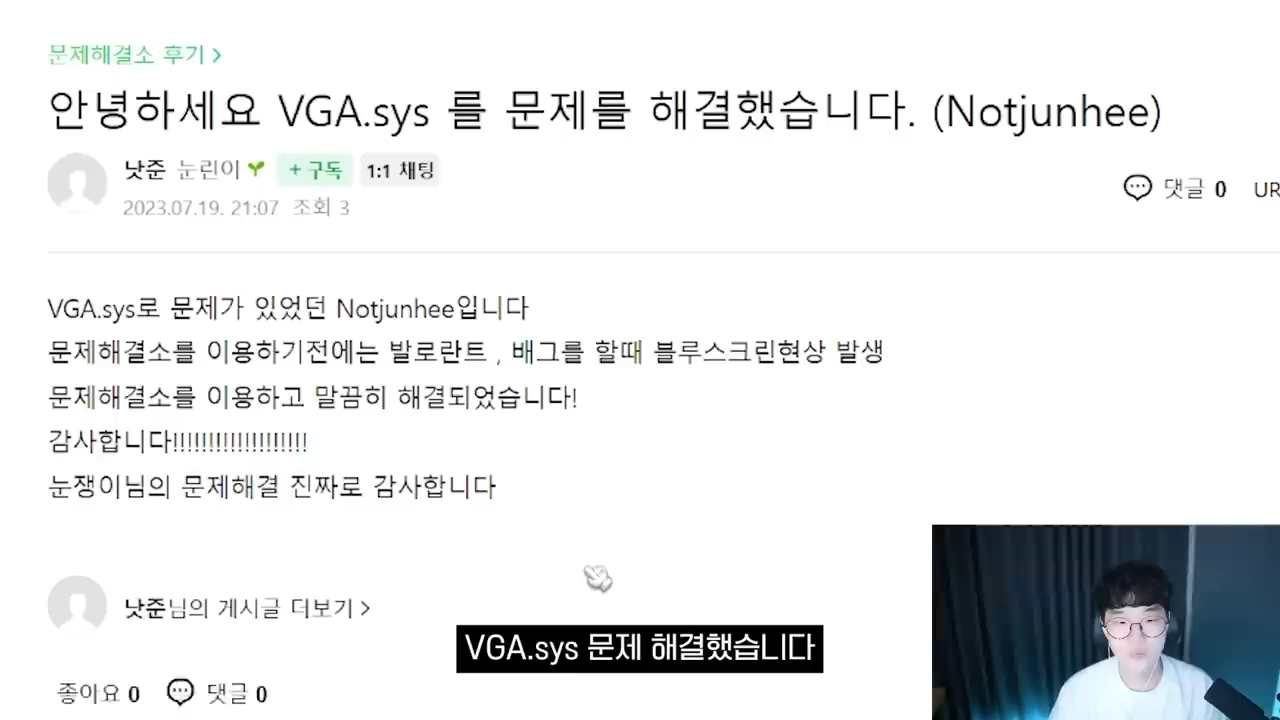 문제해결소 후기 >
안녕하세요 VGA.sys 를 문제를 해결했습니다. (Notjunhee)
낫준 눈린이 + 구독 1:1 채팅
2023.07.19. 21:07 조회 3
댓글 0 UR
VGA.sys로 문제가 있었던 Notjunhee입니다
문제해결소를 이용하기전에는 발로란트 , 배그를 할때 블루스크린현상 발생
문제해결소를 이용하고 말끔히 해결되었습니다!
감사합니다!!!!!!!!!!!!!!!!!!!
눈쟁이님의 문제해결 진짜로 감사합니다
낫준님의 게시글 더보기 >
VGA.sys 문제 해결했습니다
좋아요 0 댓글 0